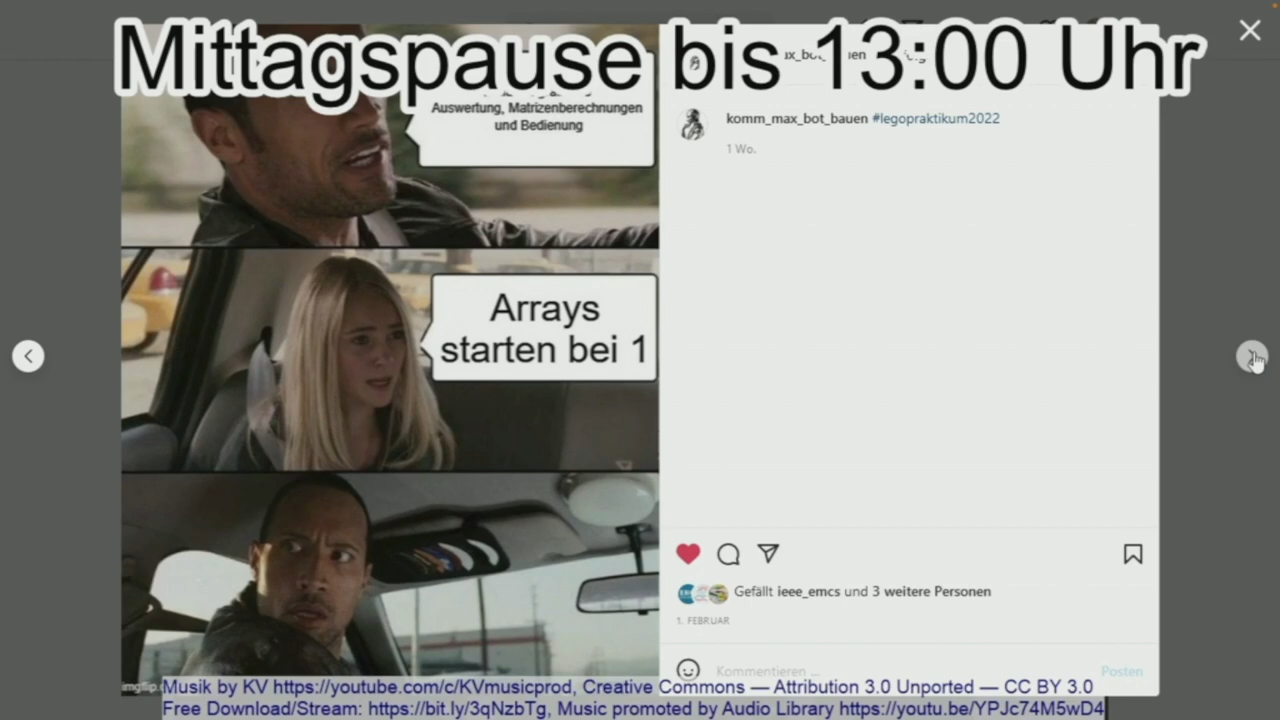 Mittagspause bis 13:00 Uhr
Auswertung, Matrizenberechnungen
und Bedienung
komm_max_bot_bauen #legopraktikum2022
1 Wo.
Arrays
starten bei 1
Gefällt ieee_emcs und 3 weitere Personen
1. FEBRUAR
Kommentieren ...
Posten
Musik by KV https://youtube.com/c/KVmusicprod, Creative Commons — Attribution 3.0 Unported — CC BY 3.0
Free Download/Stream: https://bit.ly/3qNzbTg, Music promoted by Audio Library https://youtu.be/YPJc74M5wD4